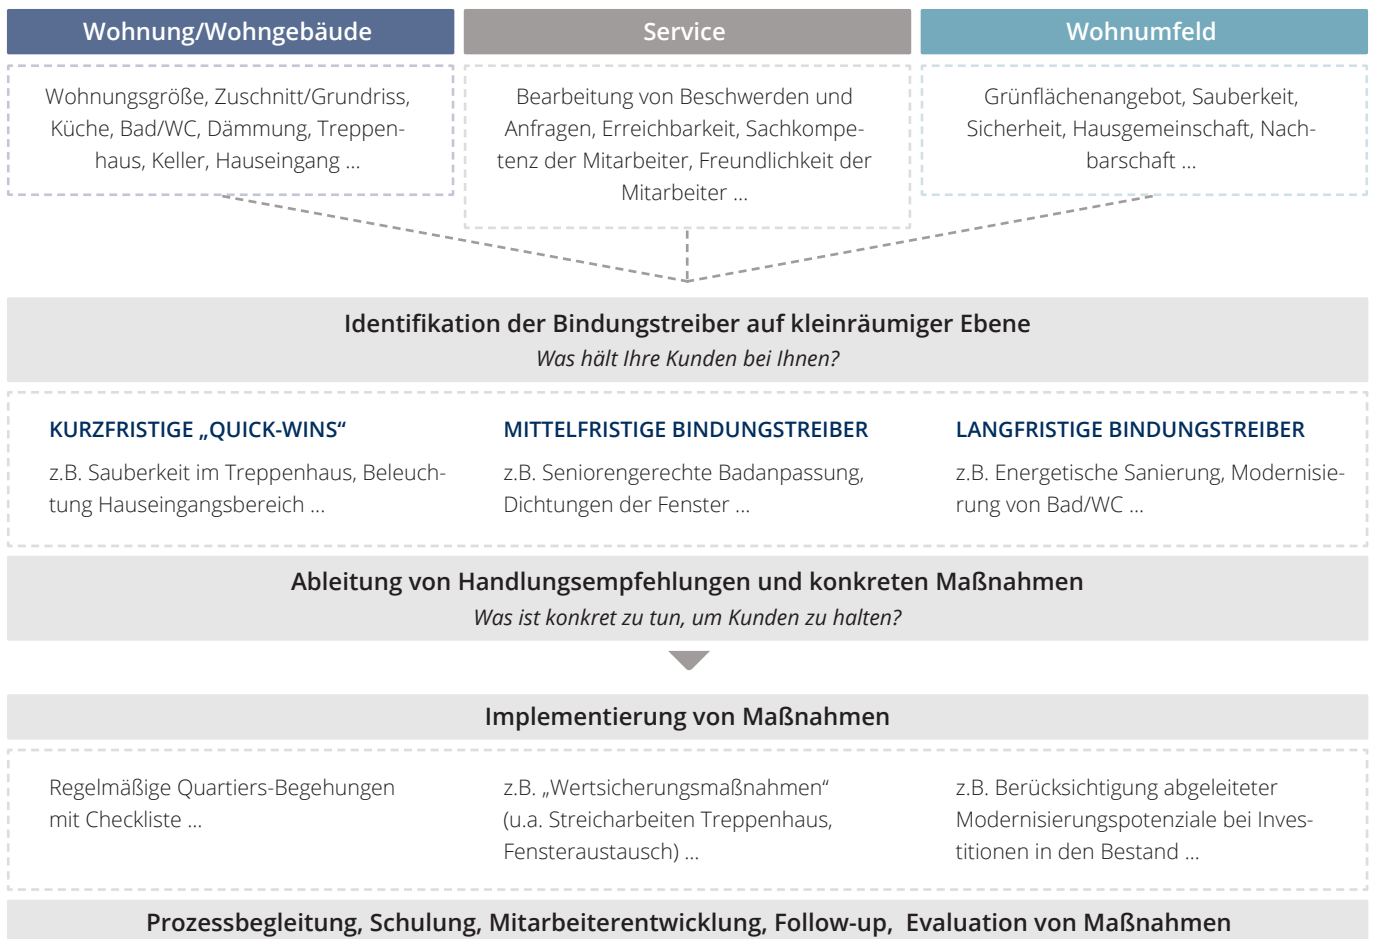 Wohnung/Wohngebäude
Wohnungsgröße, Zuschnitt/Grundriss,
Küche, Bad/WC, Dämmung, Treppen-
haus, Keller, Hauseingang ...
Service
Bearbeitung von Beschwerden und
Anfragen, Erreichbarkeit, Sachkompe-
tenz der Mitarbeiter, Freundlichkeit der
Mitarbeiter ...
Wohnumfeld
Grünflächenangebot, Sauberkeit,
Sicherheit, Hausgemeinschaft, Nach-
barschaft ...
Identifikation der Bindungstreiber auf kleinräumiger Ebene
Was hält Ihre Kunden bei Ihnen?
KURZFRISTIGE „QUICK-WINS“
z.B. Sauberkeit im Treppenhaus, Beleuch-
tung Hauseingangsbereich ...
MITTELFRISTIGE BINDUNGSTREIBER
z.B. Seniorengerechte Badanpassung,
Dichtungen der Fenster ...
LANGFRISTIGE BINDUNGSTREIBER
z.B. Energetische Sanierung, Modernisie-
rung von Bad/WC ...
Ableitung von Handlungsempfehlungen und konkreten Maßnahmen
Was ist konkret zu tun, um Kunden zu halten?
Implementierung von Maßnahmen
Regelmäßige Quartiers-Begehungen
mit Checkliste ...
z.B. „Wertsicherungsmaßnahmen“
(u.a. Streicharbeiten Treppenhaus,
Fensteraustausch) ...
z.B. Berücksichtigung abgeleiteter
Modernisierungspotenziale bei Inves-
titionen in den Bestand ...
Prozessbegleitung, Schulung, Mitarbeiterentwicklung, Follow-up, Evaluation von Maßnahmen